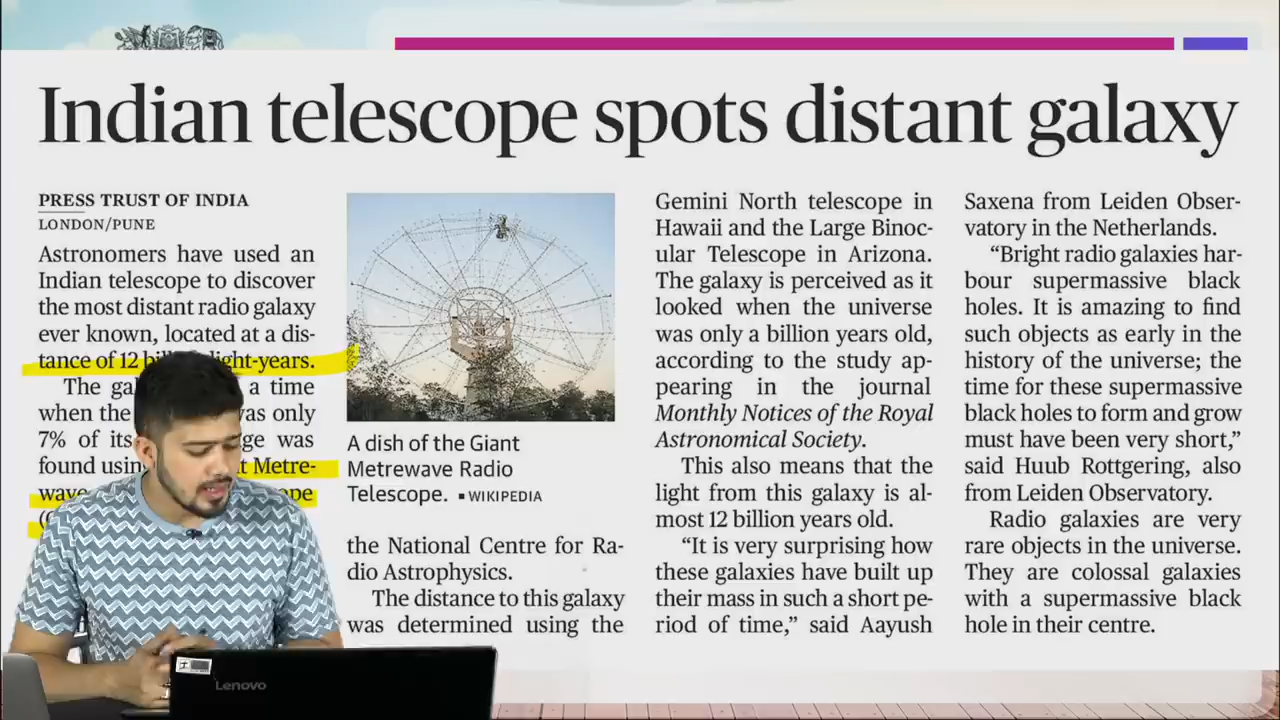 Indian telescope spots distant galaxy
PRESS TRUST OF INDIA
LONDON/PUNE
Astronomers have used an
Indian telescope to discover
the most distant radio galaxy
ever known, located at a dis-
tance of 12 light-years.
The a time
when the was only
7% of its was
found using Metre-
A dish of the Giant
Metrewave Radio
Telescope. ■ WIKIPEDIA
the National Centre for Ra-
dio Astrophysics.
The distance to this galaxy
was determined using the
Gemini North telescope in
Hawaii and the Large Binoc-
ular Telescope in Arizona.
The galaxy is perceived as it
looked when the universe
was only a billion years old,
according to the study ap-
pearing in the journal
Monthly Notices of the Royal
Astronomical Society.
This also means that the
light from this galaxy is al-
most 12 billion years old.
“It is very surprising how
these galaxies have built up
their mass in such a short pe-
riod of time,” said Aayush
Saxena from Leiden Obser-
vatory in the Netherlands.
“Bright radio galaxies har-
bour supermassive black
holes. It is amazing to find
such objects as early in the
history of the universe; the
time for these supermassive
black holes to form and grow
must have been very short,”
said Huub Rottgering, also
from Leiden Observatory.
Radio galaxies are very
rare objects in the universe.
They are colossal galaxies
with a supermassive black
hole in their centre.
Lenovo